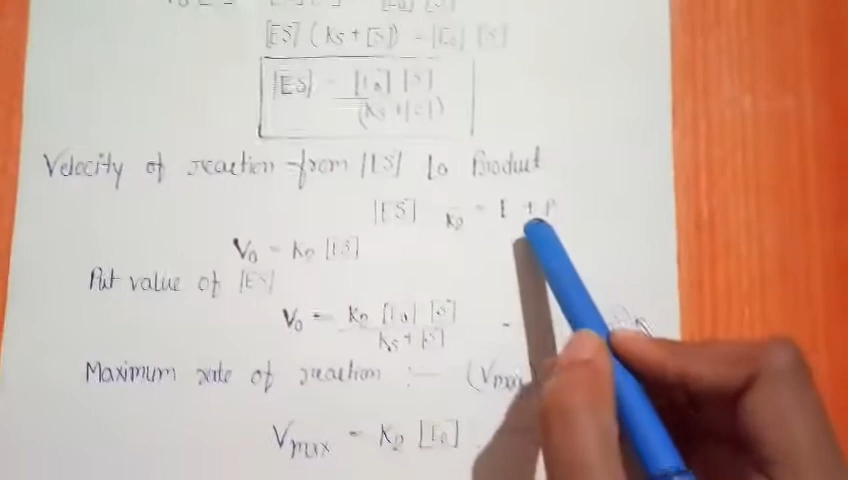 [ES] (Ks + [S]) = [E0] [S]
[ES] = [E0] [S]
(Ks + [S])
Velocity of reaction from [ES] to Product
[ES] K2 = E + P
V0 = K2 [ES]
Put value of [ES]
V0 = K2 [E0] [S]
Ks + [S]
Maximum rate of reaction :— (Vmax)
Vmax = K2 [E0]